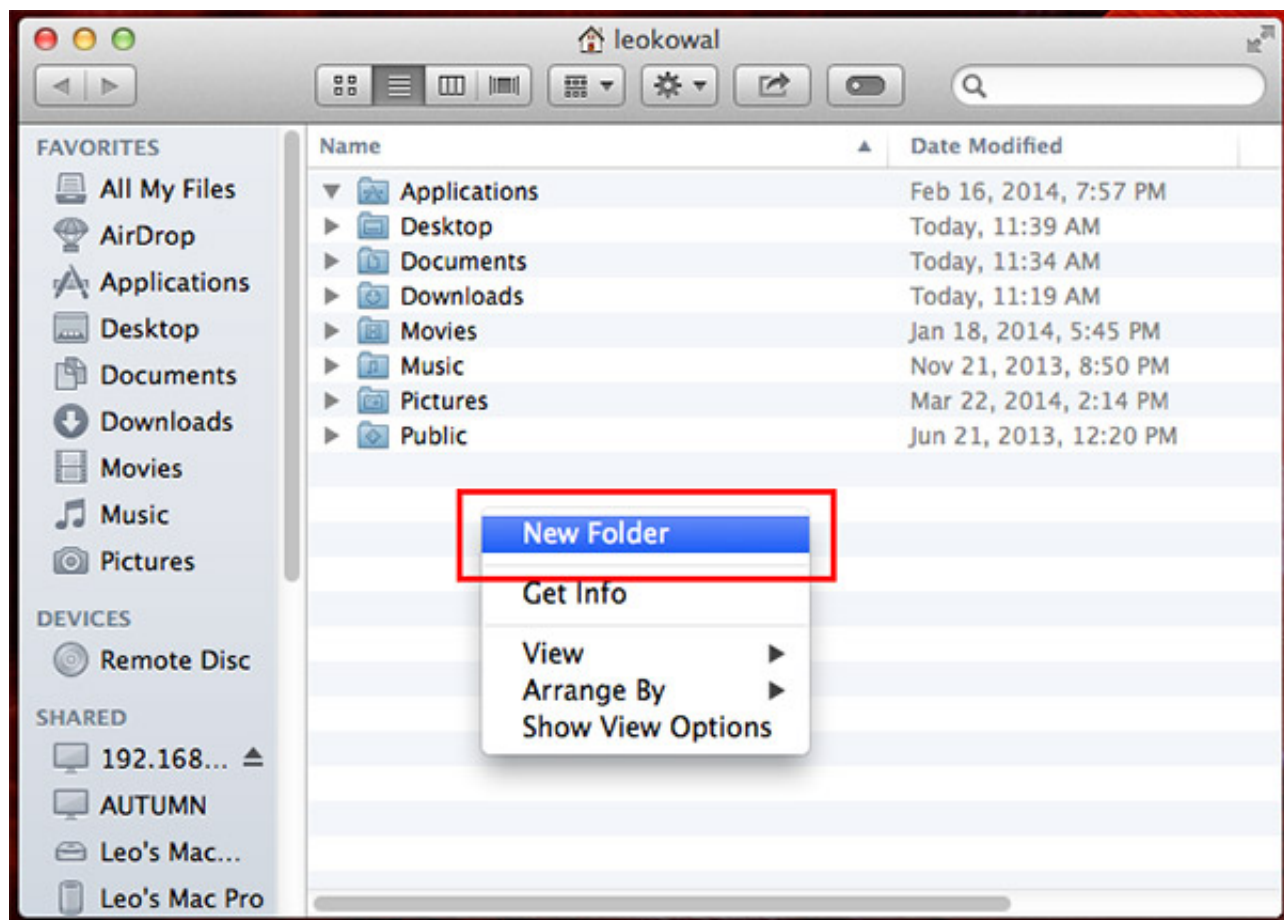 leokowal
FAVORITES
All My Files
AirDrop
Applications
Desktop
Documents
Downloads
Movies
Music
Pictures
DEVICES
Remote Disc
SHARED
192.168...
AUTUMN
Leo's Mac...
Leo's Mac Pro
Name Date Modified
Applications Feb 16, 2014, 7:57 PM
Desktop Today, 11:39 AM
Documents Today, 11:34 AM
Downloads Today, 11:19 AM
Movies Jan 18, 2014, 5:45 PM
Music Nov 21, 2013, 8:50 PM
Pictures Mar 22, 2014, 2:14 PM
Public Jun 21, 2013, 12:20 PM
New Folder
Get Info
View
Arrange By
Show View Options